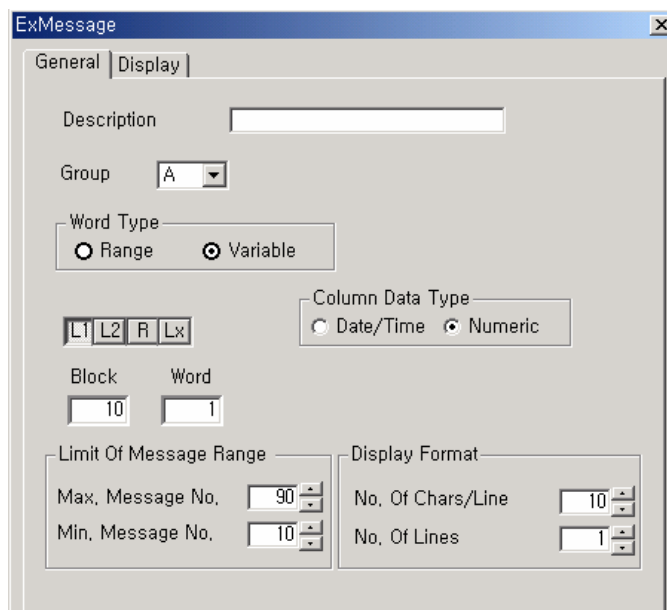 ExMessage
General Display
Description
Group A
Word Type
Range Variable
Column Data Type
L1 L2 R Lx
Date/Time Numeric
Block Word
10 1
Limit Of Message Range Display Format
Max, Message No, 90 No, Of Chars/Line 10
Min, Message No, 10 No, Of Lines 1